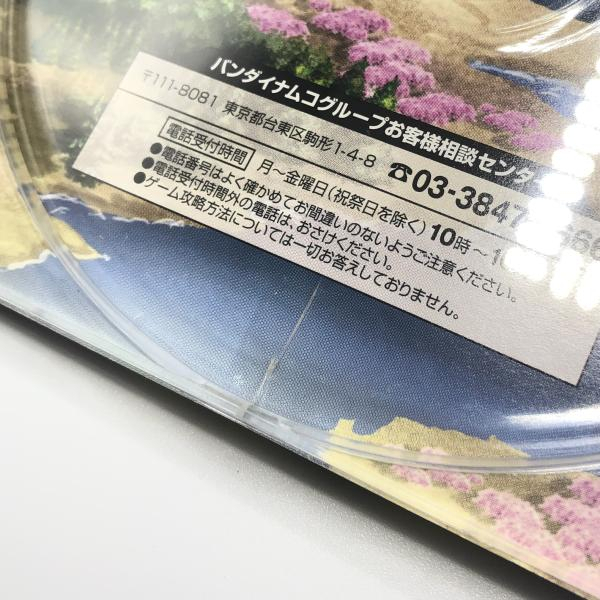 バンダイナムコグループお客様相談センター
〒111-8081 東京都台東区駒形1-4-8 ☎03-3847-
電話受付時間 月〜金曜日(祝祭日を除く)10時〜
●電話番号はよく確かめてお間違いのないようご注意ください。
●電話受付時間外の電話は、おさけください。
●ゲーム攻略方法については一切お答えしておりません。